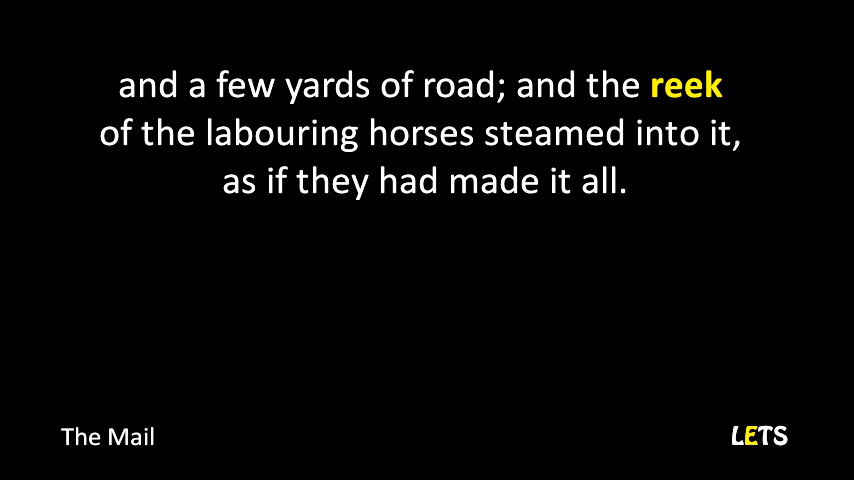 and a few yards of road; and the reek
of the labouring horses steamed into it,
as if they had made it all.
The Mail
LETS